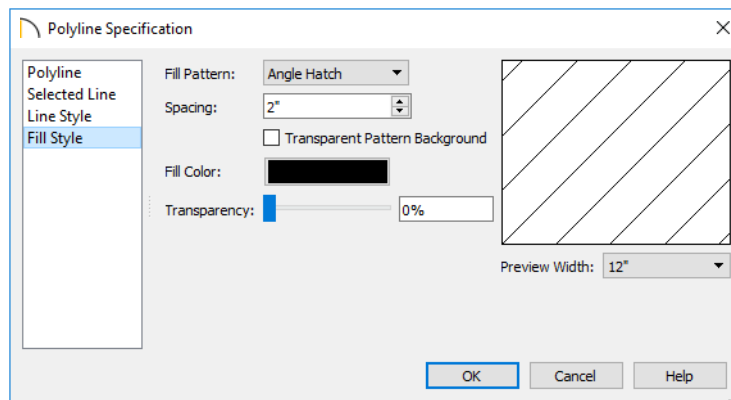 Polyline Specification
Polyline
Selected Line
Line Style
Fill Style
Fill Pattern: Angle Hatch
Spacing: 2"
Transparent Pattern Background
Fill Color:
Transparency: 0%
Preview Width: 12"
OK Cancel Help